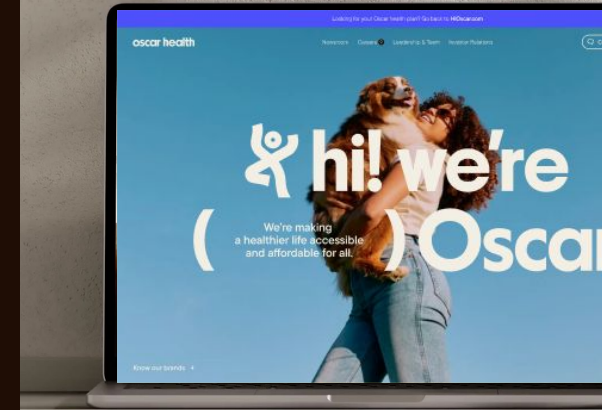 Looking for your Oscar health plan? Go back to HiOscar.com
oscar health
Newsroom Careers Leadership & Team Investor Relations
hi! we're
(
We're making
a healthier life accessible
and affordable for all.
) Oscar
Know our brands +